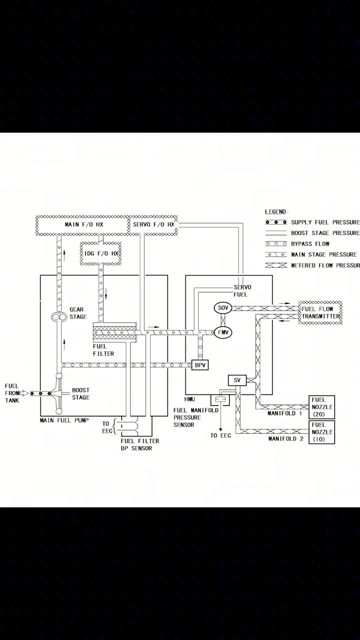 LEGEND:
SUPPLY FUEL PRESSURE
BOOST STAGE PRESSURE
BYPASS FLOW
MAIN STAGE PRESSURE
METERED FLOW PRESSUR
MAIN F/O HX
SERVO F/O HX
IDG F/O HX
SERVO
FUEL
GEAR
STAGE
SOV
FUEL FLOW
TRANSMITTER
FMV
FUEL
FILTER
BPV
SV
FUEL
FROM
TANK
BOOST
STAGE
MAIN FUEL PUMP
TO
EEC
FUEL FILTER
DP SENSOR
HMU
FUEL MANIFOLD
PRESSURE
SENSOR
TO EEC
MANIFOLD 1
FUEL
NOZZLE
(20)
MANIFOLD 2
FUEL
NOZZLE
(10)